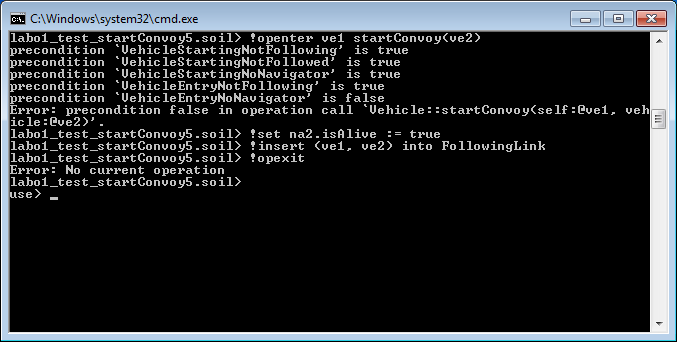 C:\Windows\system32\cmd.exe
labo1_test_startConvoy5.soil> !openter ve1 startConvoy(ve2)
precondition `VehicleStartingNotFollowing' is true
precondition `VehicleStartingNotFollowed' is true
precondition `VehicleStartingNoNavigator' is true
precondition `VehicleEntryNotFollowing' is true
precondition `VehicleEntryNoNavigator' is false
Error: precondition false in operation call `Vehicle::startConvoy(self:@ve1, veh
icle:@ve2)'.
labo1_test_startConvoy5.soil> !set na2.isAlive := true
labo1_test_startConvoy5.soil> !insert (ve1, ve2) into FollowingLink
labo1_test_startConvoy5.soil> !opexit
Error: No current operation
labo1_test_startConvoy5.soil>
use> _